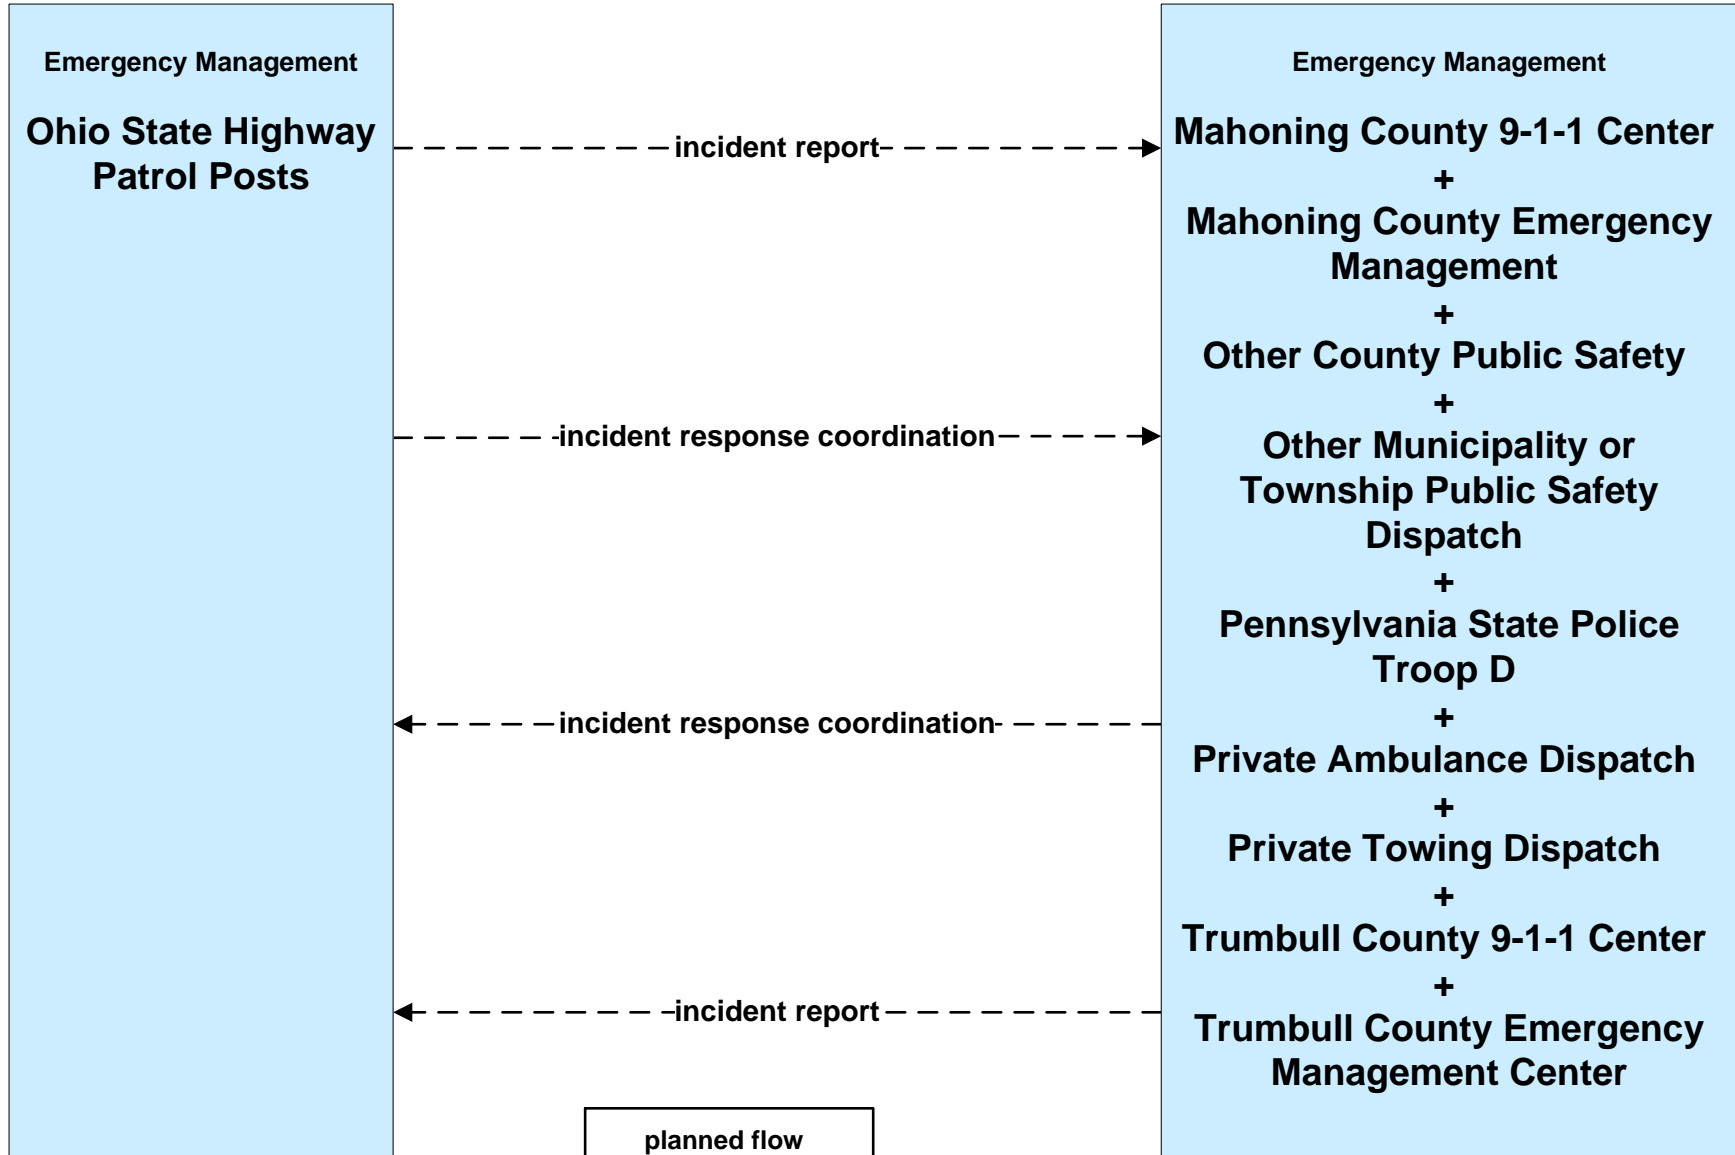 Emergency Management
Ohio State Highway
Patrol Posts
incident report
incident response coordination
incident response coordination
incident report
planned flow
Emergency Management
Mahoning County 9-1-1 Center
+
Mahoning County Emergency
Management
+
Other County Public Safety
+
Other Municipality or
Township Public Safety
Dispatch
+
Pennsylvania State Police
Troop D
+
Private Ambulance Dispatch
+
Private Towing Dispatch
+
Trumbull County 9-1-1 Center
+
Trumbull County Emergency
Management Center